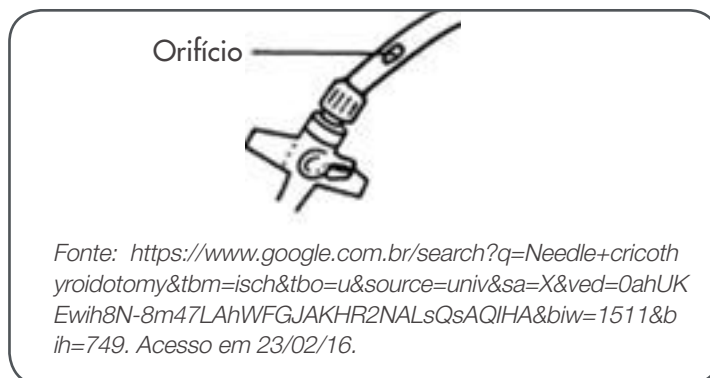 Orifício
Fonte: https://www.google.com.br/search?q=Needle+cricoth
yroidotomy&tbm=isch&tbo=u&source=univ&sa=X&ved=0ahUK
Ewih8N-8m47LAhWFGJAKHR2NALsQsAQIHA&biw=1511&b
ih=749. Acesso em 23/02/16.